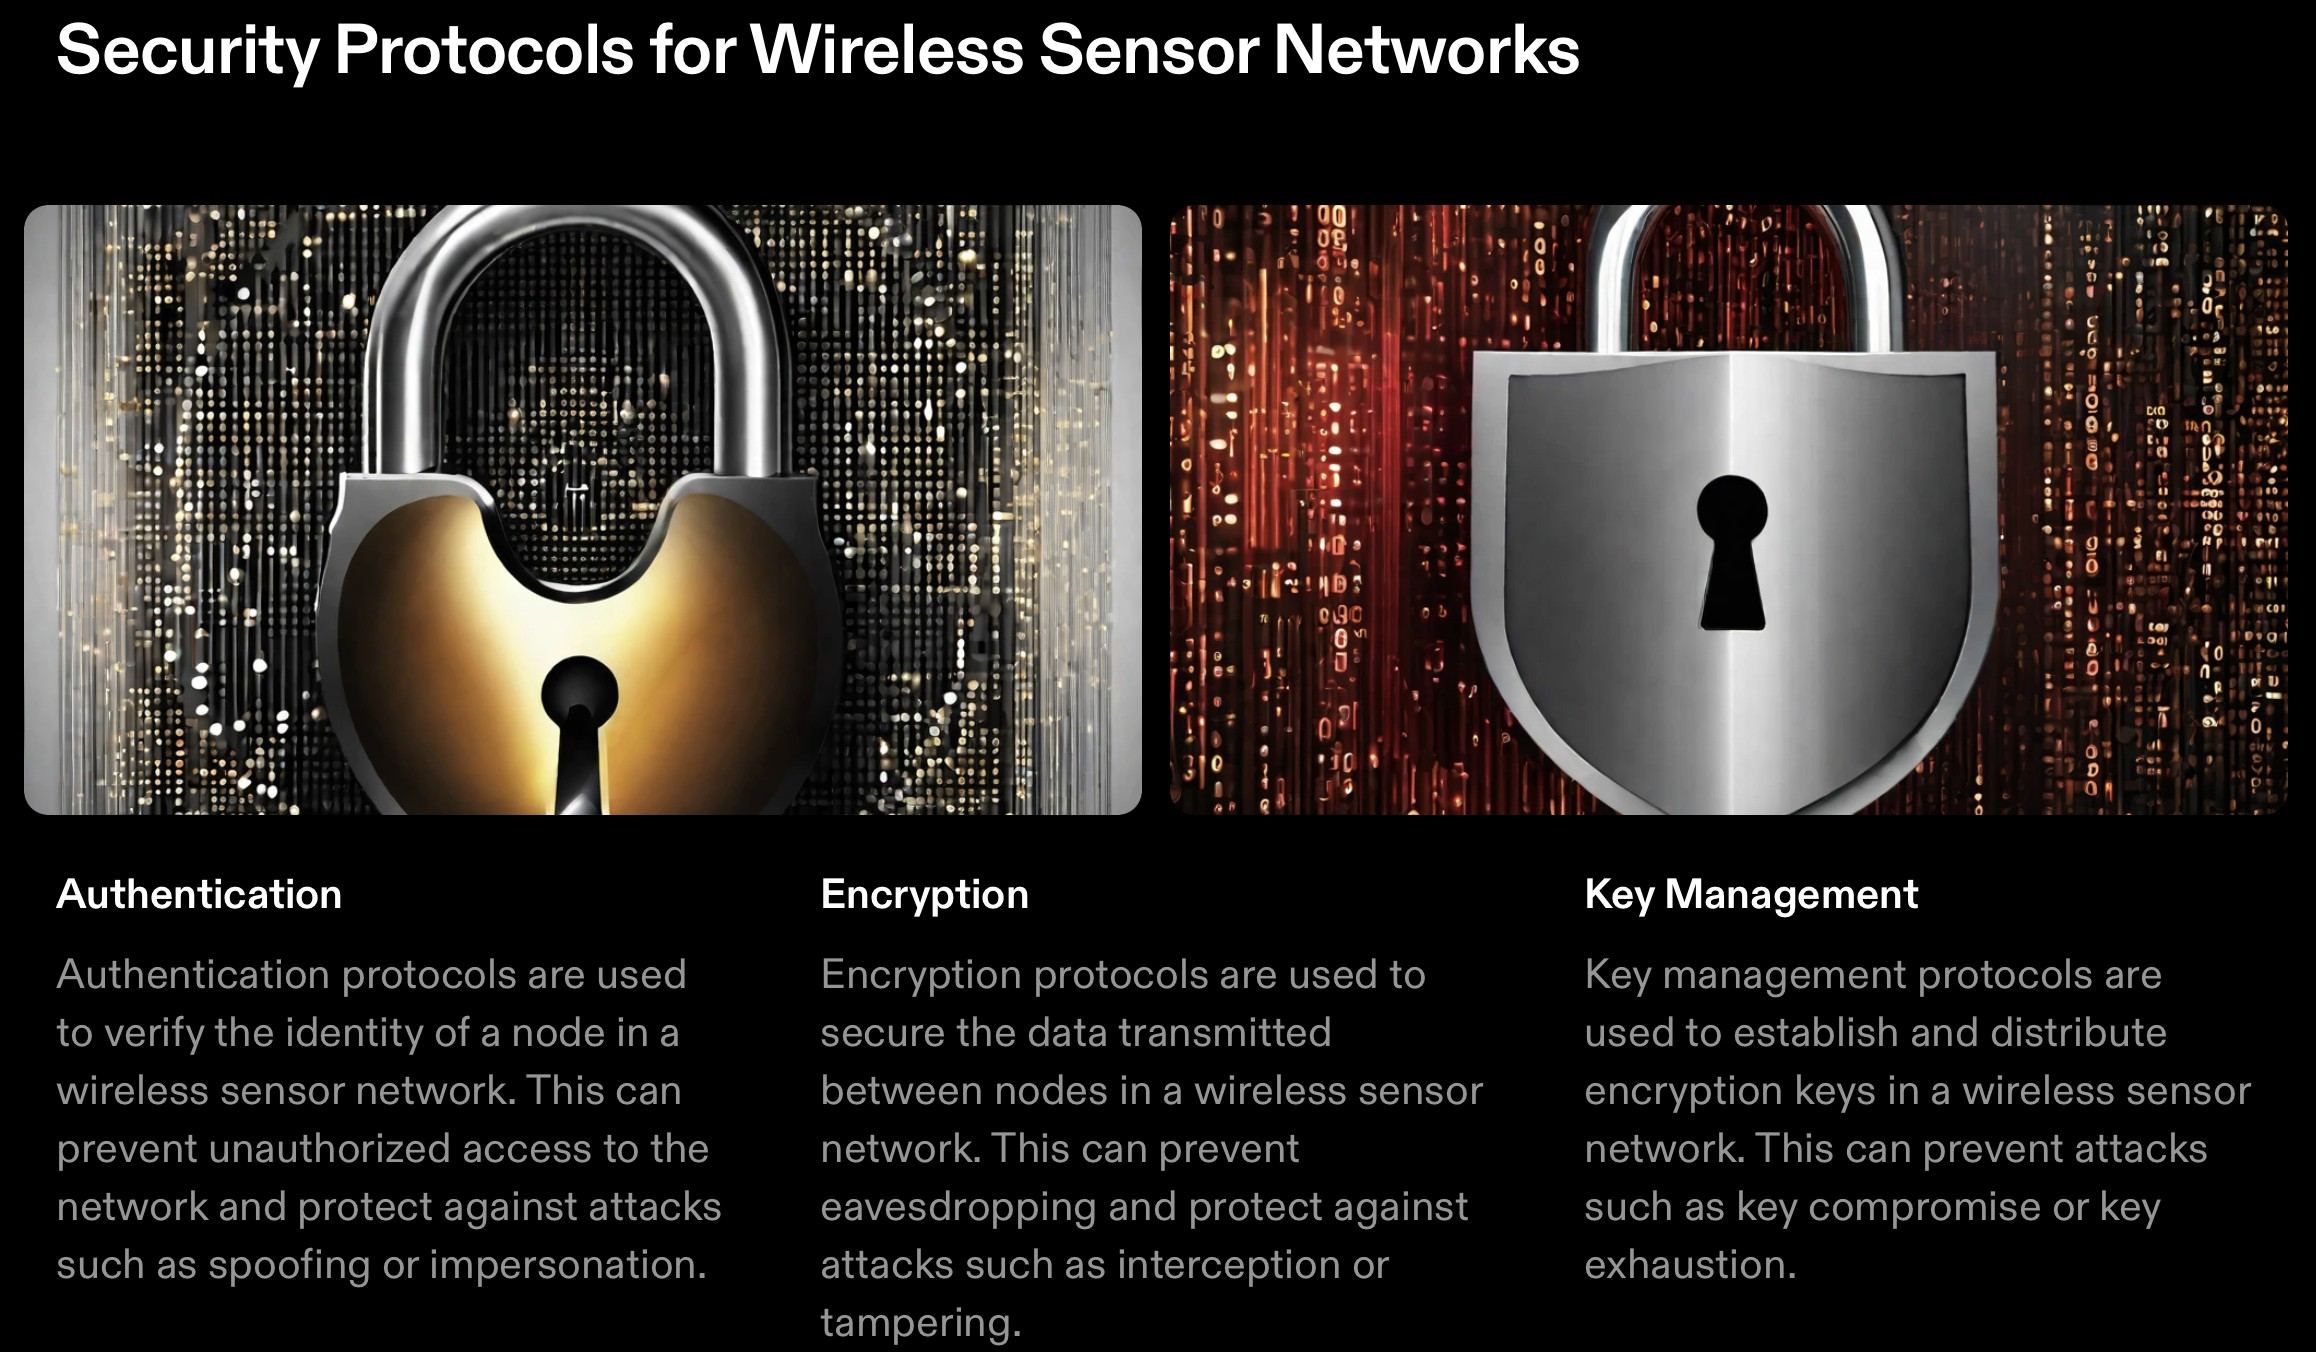 Security Protocols for Wireless Sensor Networks
Authentication
Authentication protocols are used
to verify the identity of a node in a
wireless sensor network. This can
prevent unauthorized access to the
network and protect against attacks
such as spoofing or impersonation.
Encryption
Encryption protocols are used to
secure the data transmitted
between nodes in a wireless sensor
network. This can prevent
eavesdropping and protect against
attacks such as interception or
tampering.
Key Management
Key management protocols are
used to establish and distribute
encryption keys in a wireless sensor
network. This can prevent attacks
such as key compromise or key
exhaustion.